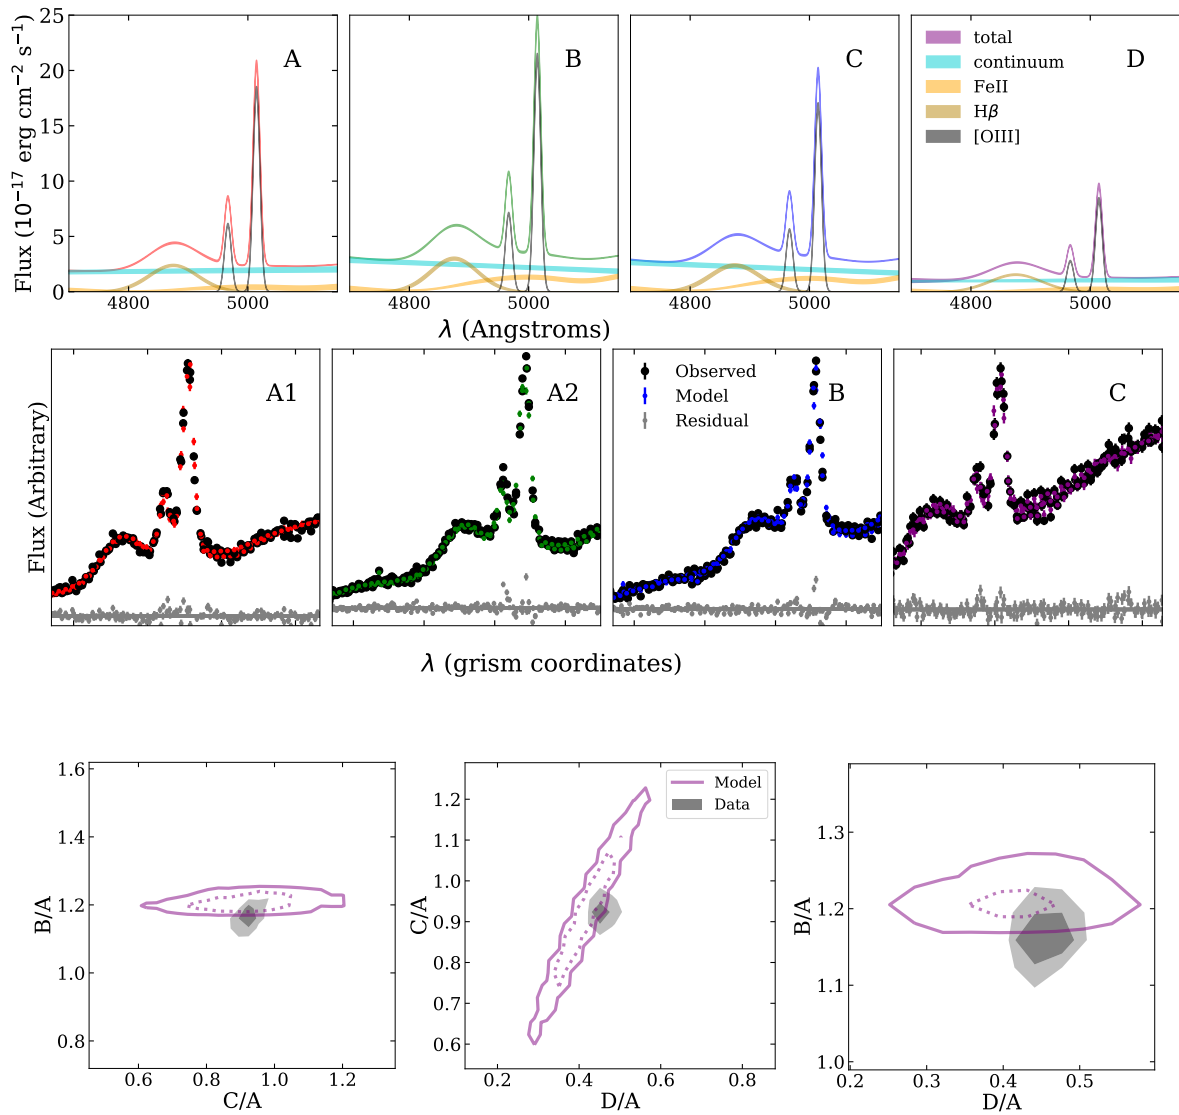 Flux (10⁻¹⁷ erg cm⁻² s⁻¹)
25
20
15
10
5
0
A
B
C
D
total
continuum
FeII
Hβ
[OIII]
4800 5000
4800 5000
4800 5000
4800 5000
λ (Angstroms)
Flux (Arbitrary)
A1
A2
Observed
Model
Residual
B
C
λ (grism coordinates)
B/A
1.6
1.4
1.2
1.0
0.8
0.6 0.8 1.0 1.2
C/A
C/A
1.2
1.0
0.9
0.8
0.7
0.6
Model
Data
0.2 0.4 0.6 0.8
D/A
B/A
1.3
1.2
1.1
1.0
0.2 0.3 0.4 0.5
D/A